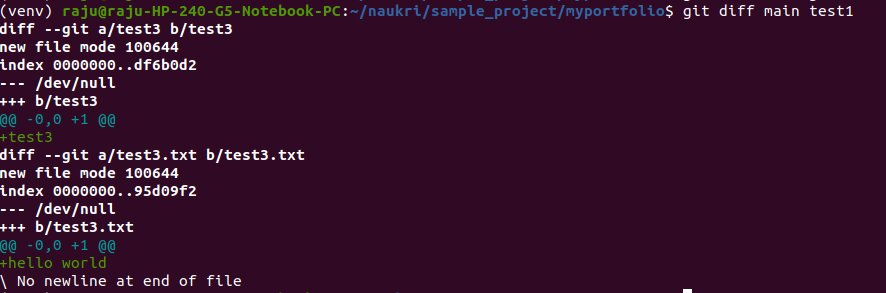 (venv) raju@raju-HP-240-G5-Notebook-PC:~/naukri/sample_project/myportfolio$ git diff main test1
diff --git a/test3 b/test3
new file mode 100644
index 0000000..df6b0d2
--- /dev/null
+++ b/test3
@@ -0,0 +1 @@
+test3
diff --git a/test3.txt b/test3.txt
new file mode 100644
index 0000000..95d09f2
--- /dev/null
+++ b/test3.txt
@@ -0,0 +1 @@
+hello world
\ No newline at end of file